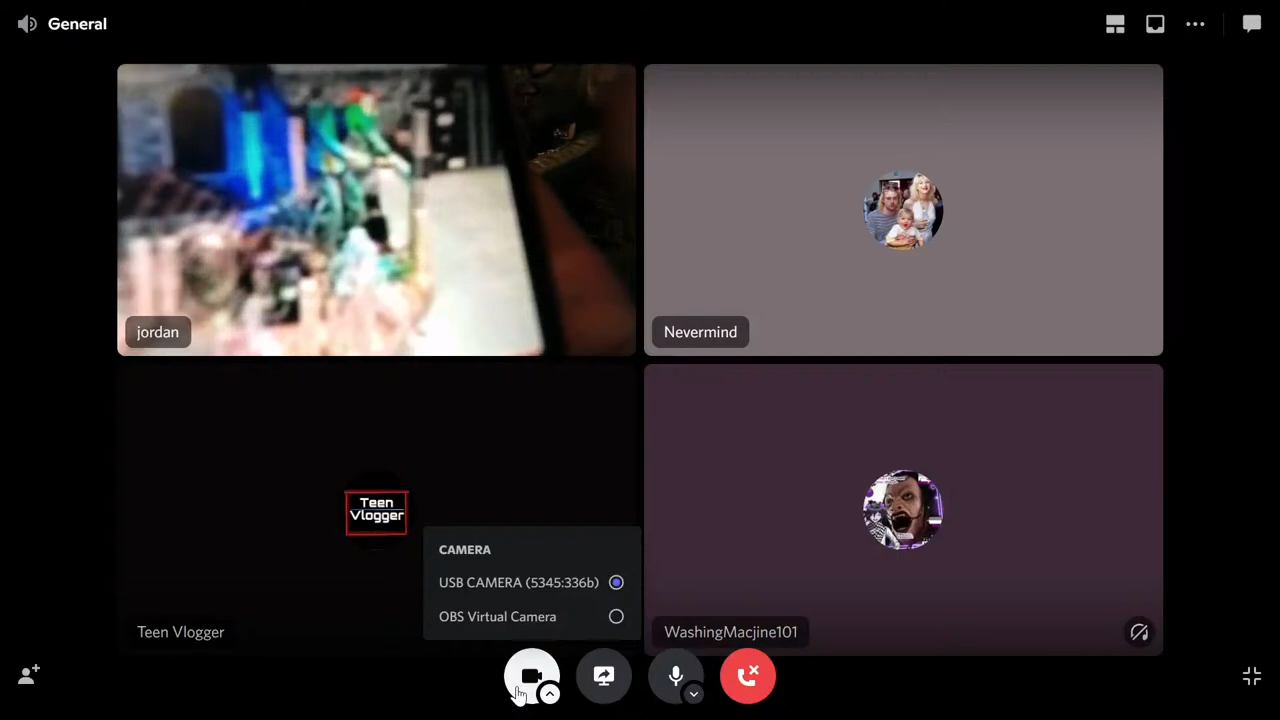 General
jordan
Nevermind
Teen
Vlogger
CAMERA
USB CAMERA (5345:336b)
OBS Virtual Camera
Teen Vlogger
WashingMacjine101